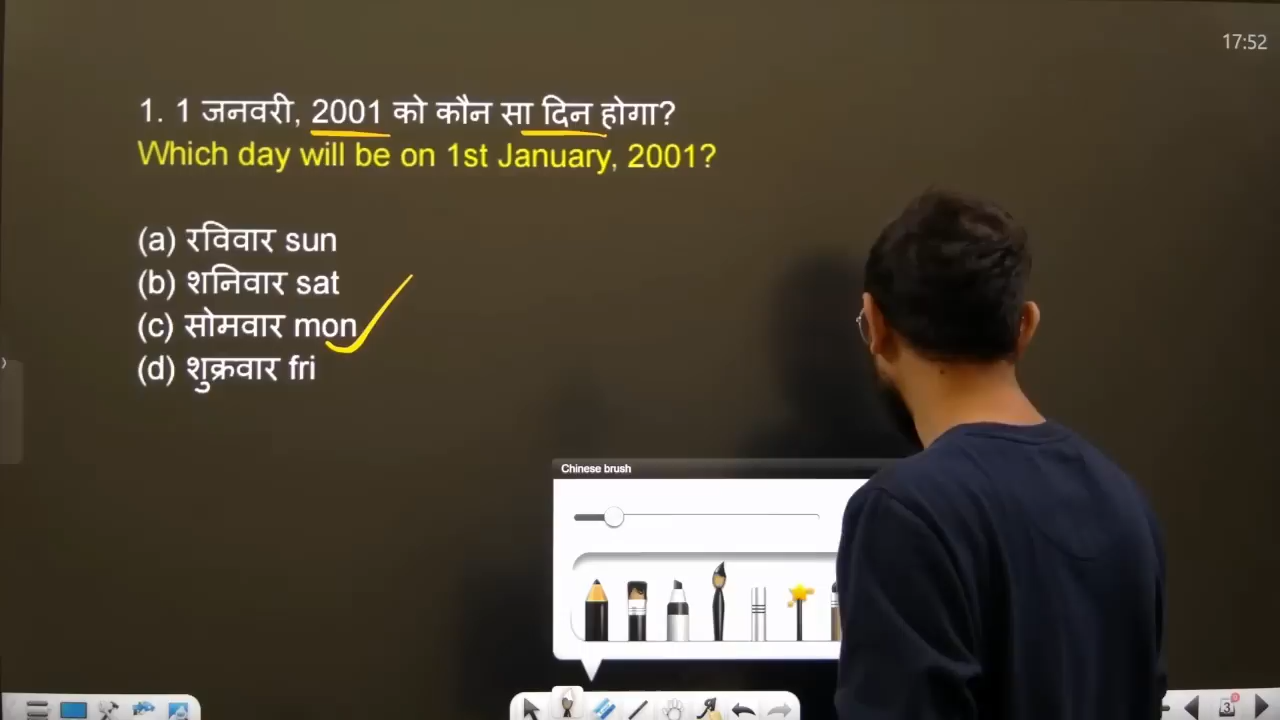 17:52
1. 1 जनवरी, 2001 को कौन सा दिन होगा?
Which day will be on 1st January, 2001?
(a) रविवार sun
(b) शनिवार sat
(c) सोमवार mon
(d) शुक्रवार fri
Chinese brush
3